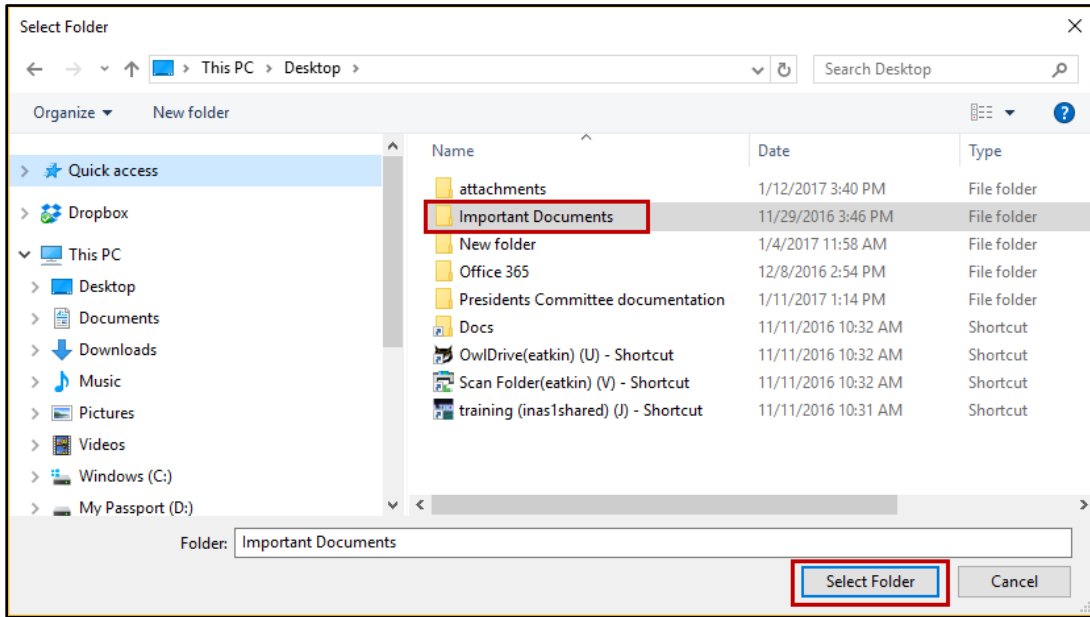 Select Folder
This PC > Desktop >
Search Desktop
Organize
New folder
?
Name Date Type
Quick access
Dropbox
This PC
Desktop
Documents
Downloads
Music
Pictures
Videos
Windows (C:)
My Passport (D:)
attachments 1/12/2017 3:40 PM File folder
Important Documents 11/29/2016 3:46 PM File folder
New folder 1/4/2017 11:58 AM File folder
Office 365 12/8/2016 2:54 PM File folder
Presidents Committee documentation 1/11/2017 1:14 PM File folder
Docs 11/11/2016 10:32 AM Shortcut
OwlDrive(eatkin) (U) - Shortcut 11/11/2016 10:32 AM Shortcut
Scan Folder(eatkin) (V) - Shortcut 11/11/2016 10:32 AM Shortcut
training (inas1shared) (J) - Shortcut 11/11/2016 10:31 AM Shortcut
Folder: Important Documents
Select Folder
Cancel